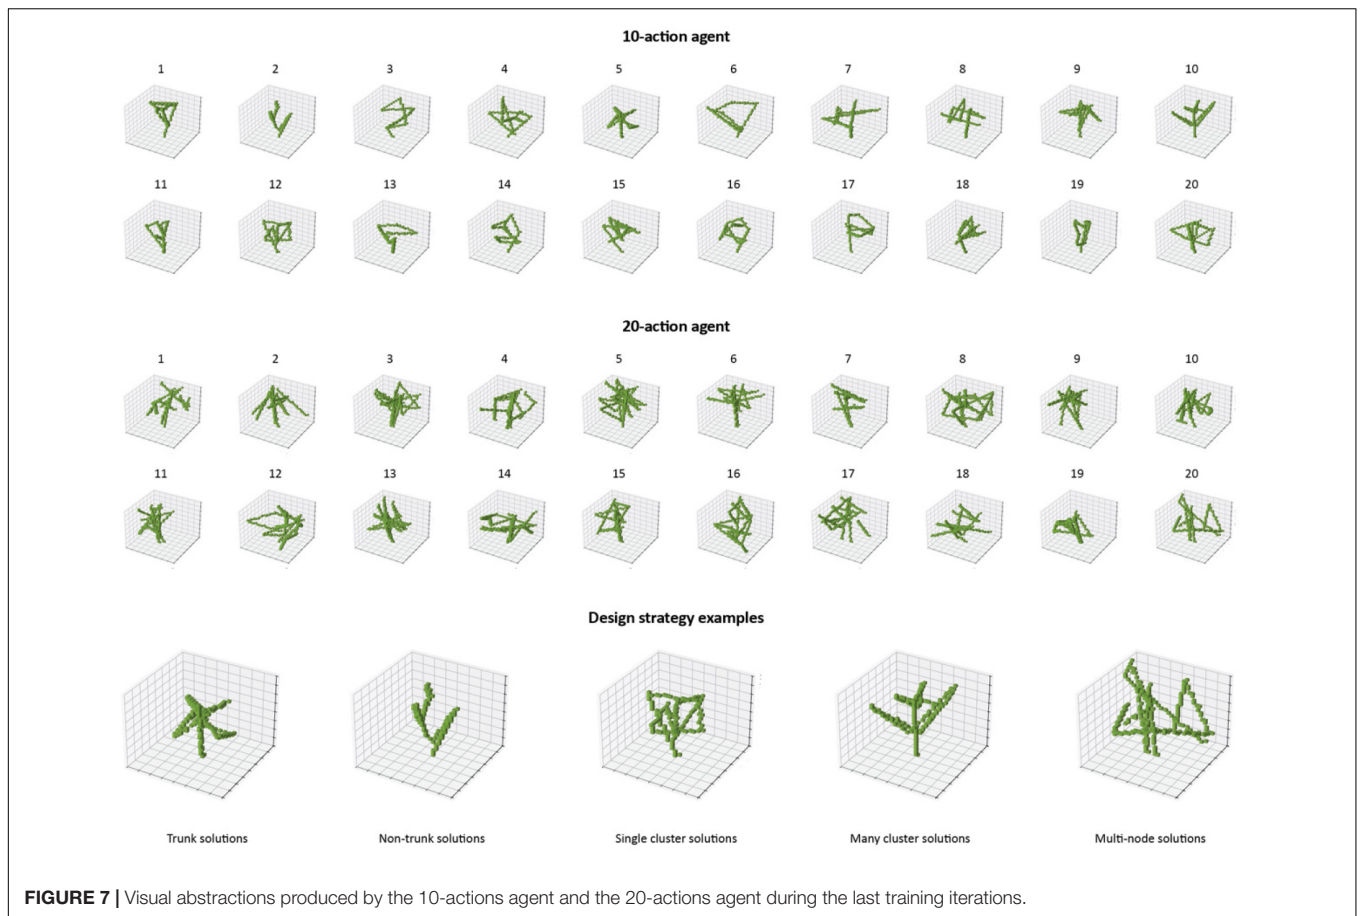 10-action agent
1 2 3 4 5 6 7 8 9 10
11 12 13 14 15 16 17 18 19 20
20-action agent
1 2 3 4 5 6 7 8 9 10
11 12 13 14 15 16 17 18 19 20
Design strategy examples
Trunk solutions Non-trunk solutions Single cluster solutions Many cluster solutions Multi-node solutions
FIGURE 7 | Visual abstractions produced by the 10-actions agent and the 20-actions agent during the last training iterations.